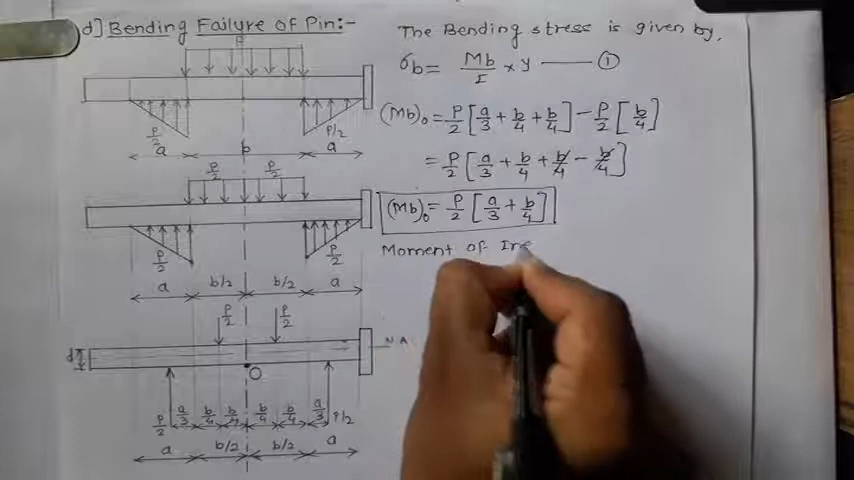 d] Bending Failure of Pin:-
P
P/2
P/2
a
b
a
P/2
P/2
P/2
P/2
a
b/2
b/2
a
P/2
P/2
N A
d
O
P/2
a/3
b/4
b/4
b/4
b/4
a/3
P/2
a
b/2
b/2
a
The Bending stress is given by,
σb = Mb/I × y —— ①
(Mb)o = P/2 [a/3 + b/4 + b/4] - P/2 [b/4]
= P/2 [a/3 + b/4 + b/4 - b/4]
(Mb)o = P/2 [a/3 + b/4]
Moment of Ine